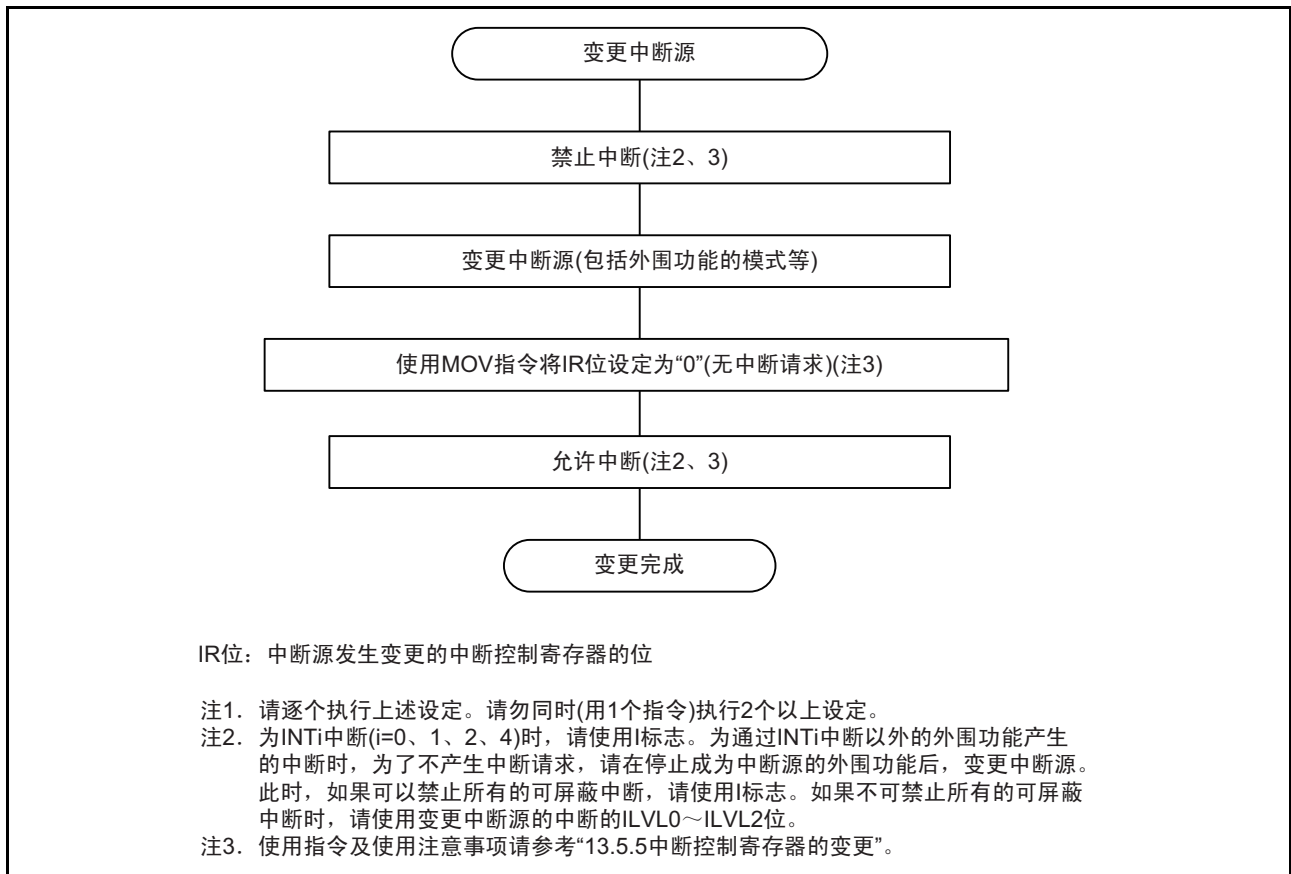 变更中断源
禁止中断(注2、3)
变更中断源(包括外围功能的模式等)
使用MOV指令将IR位设定为“0”(无中断请求)(注3)
允许中断(注2、3)
变更完成
IR位：中断源发生变更的中断控制寄存器的位
注1．请逐个执行上述设定。请勿同时(用1个指令)执行2个以上设定。
注2．为INTi中断(i=0、1、2、4)时，请使用I标志。为通过INTi中断以外的外围功能产生
的中断时，为了不产生中断请求，请在停止成为中断源的外围功能后，变更中断源。
此时，如果可以禁止所有的可屏蔽中断，请使用I标志。如果不可禁止所有的可屏蔽
中断时，请使用变更中断源的中断的ILVL0～ILVL2位。
注3．使用指令及使用注意事项请参考“13.5.5中断控制寄存器的变更”。